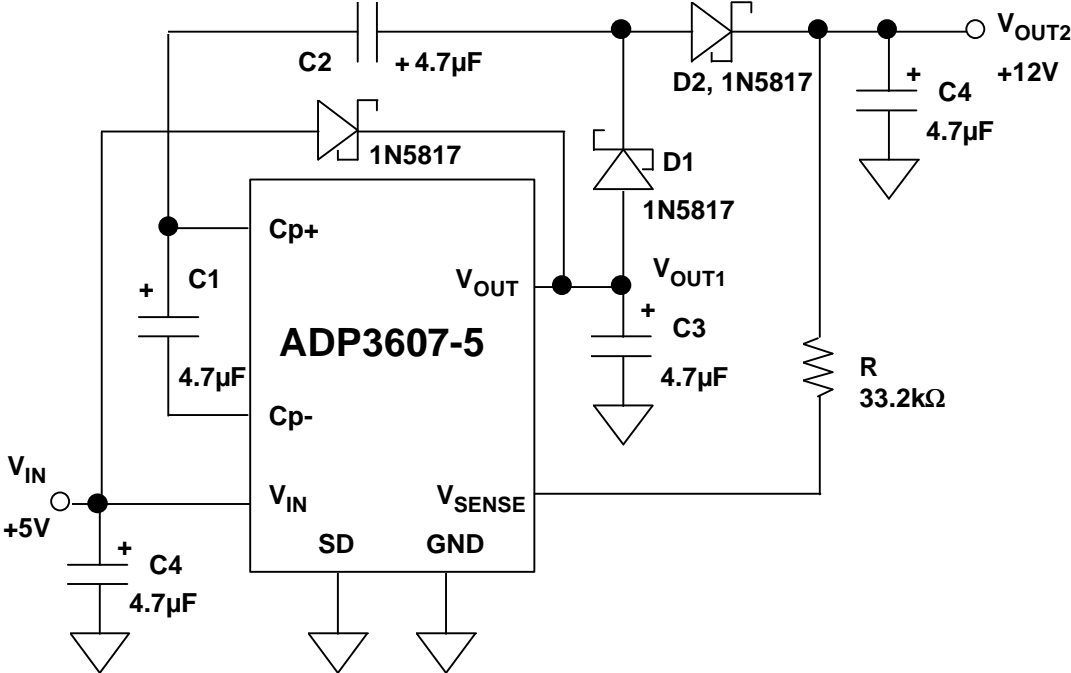 V_OUT2
+12V
C2
+ 4.7µF
D2, 1N5817
+
C4
4.7µF
1N5817
D1
1N5817
Cp+
V_OUT
V_OUT1
+
C1
4.7µF
ADP3607-5
+
C3
4.7µF
R
33.2kΩ
Cp-
V_IN
+5V
V_IN
V_SENSE
SD
GND
+
C4
4.7µF